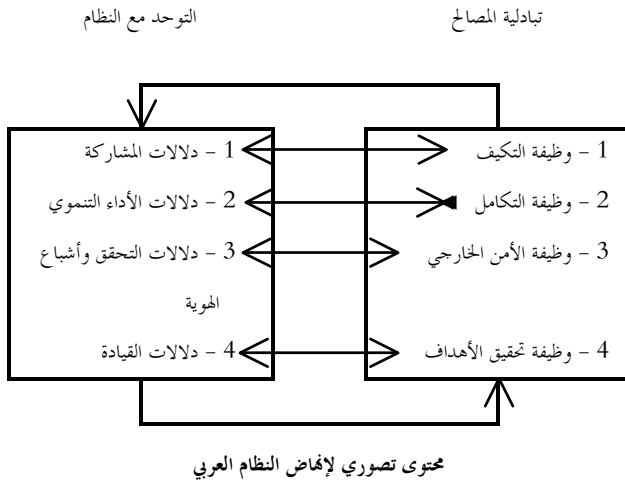 تبادلية المصالح
التوحد مع النظام
1 – وظيفة التكيف
2 – وظيفة التكامل
3 – وظيفة الأمن الخارجي
4 – وظيفة تحقيق الأهداف
1 – دلالات المشاركة
2 – دلالات الأداء التنموي
3 – دلالات التحقق وأشباع
الهوية
4 – دلالات القيادة
محتوى تصوري لإنهاض النظام العربي